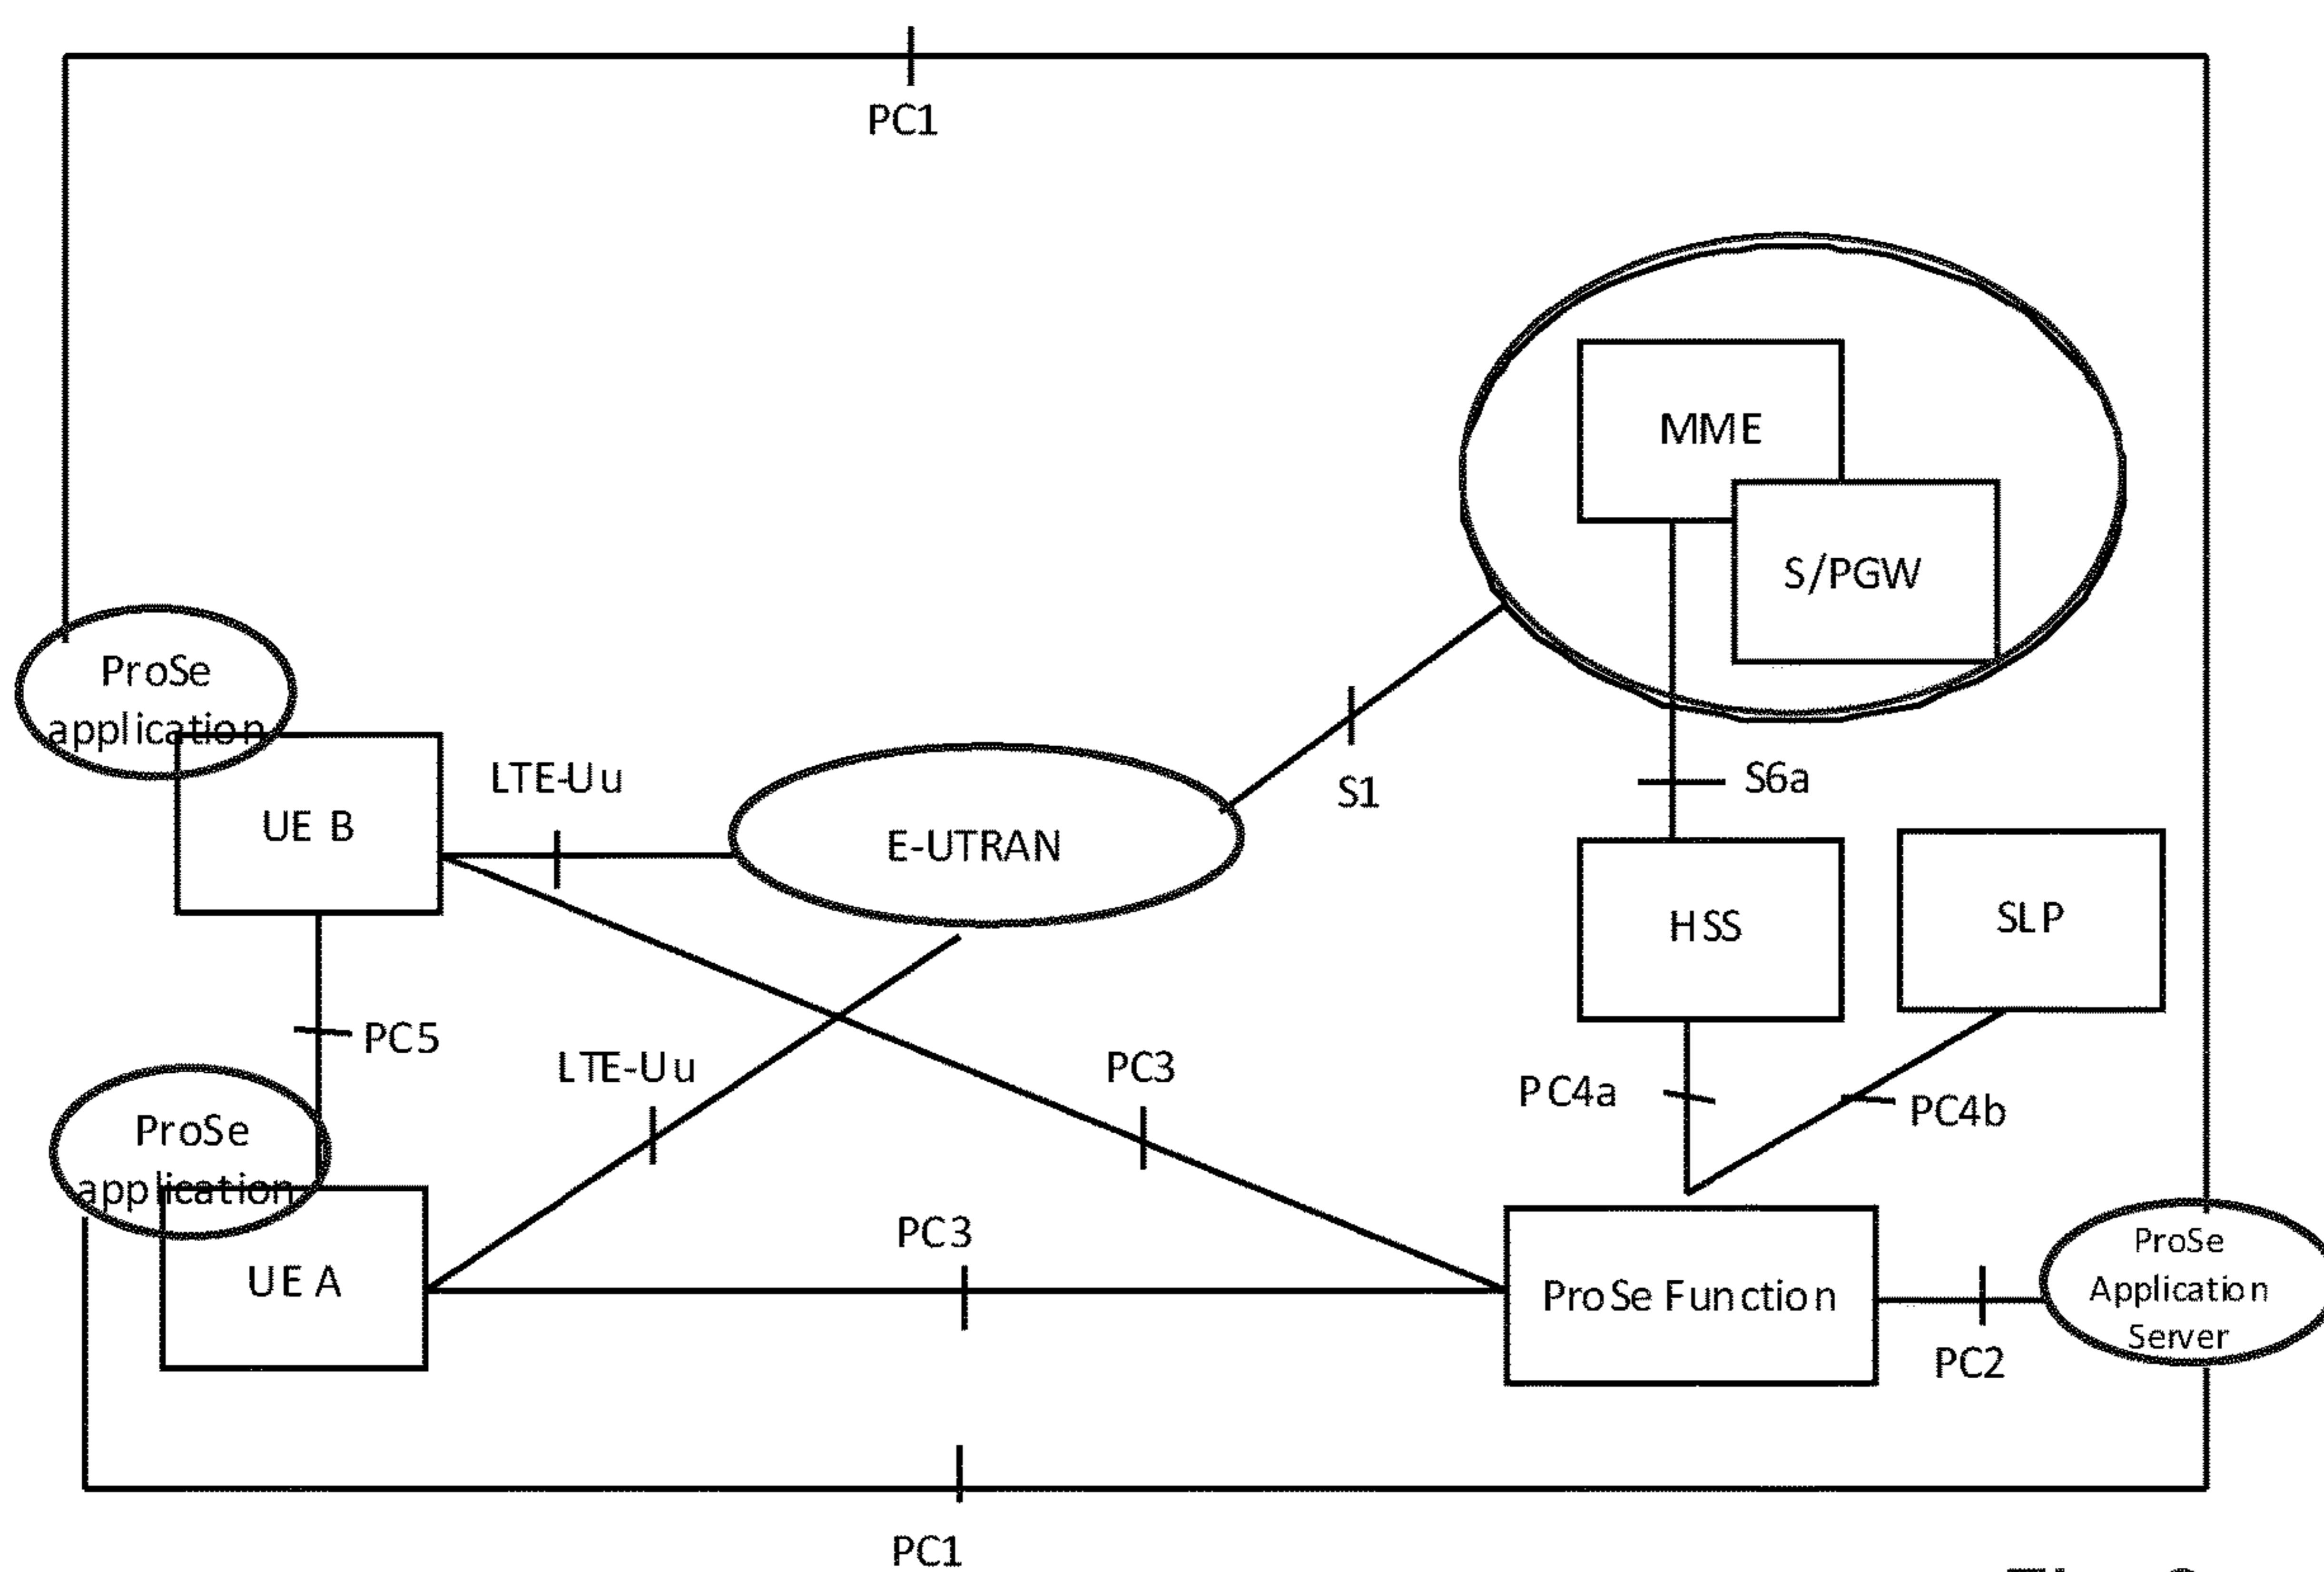 PC1
MME
S/PGW
ProSe
application
UE B
LTE-Uu
E-UTRAN
S1
S6a
HSS
SLP
PC5
LTE-Uu
PC3
PC4a
PC4b
ProSe
application
UE A
PC3
ProSe Function
PC2
ProSe
Application
Server
PC1